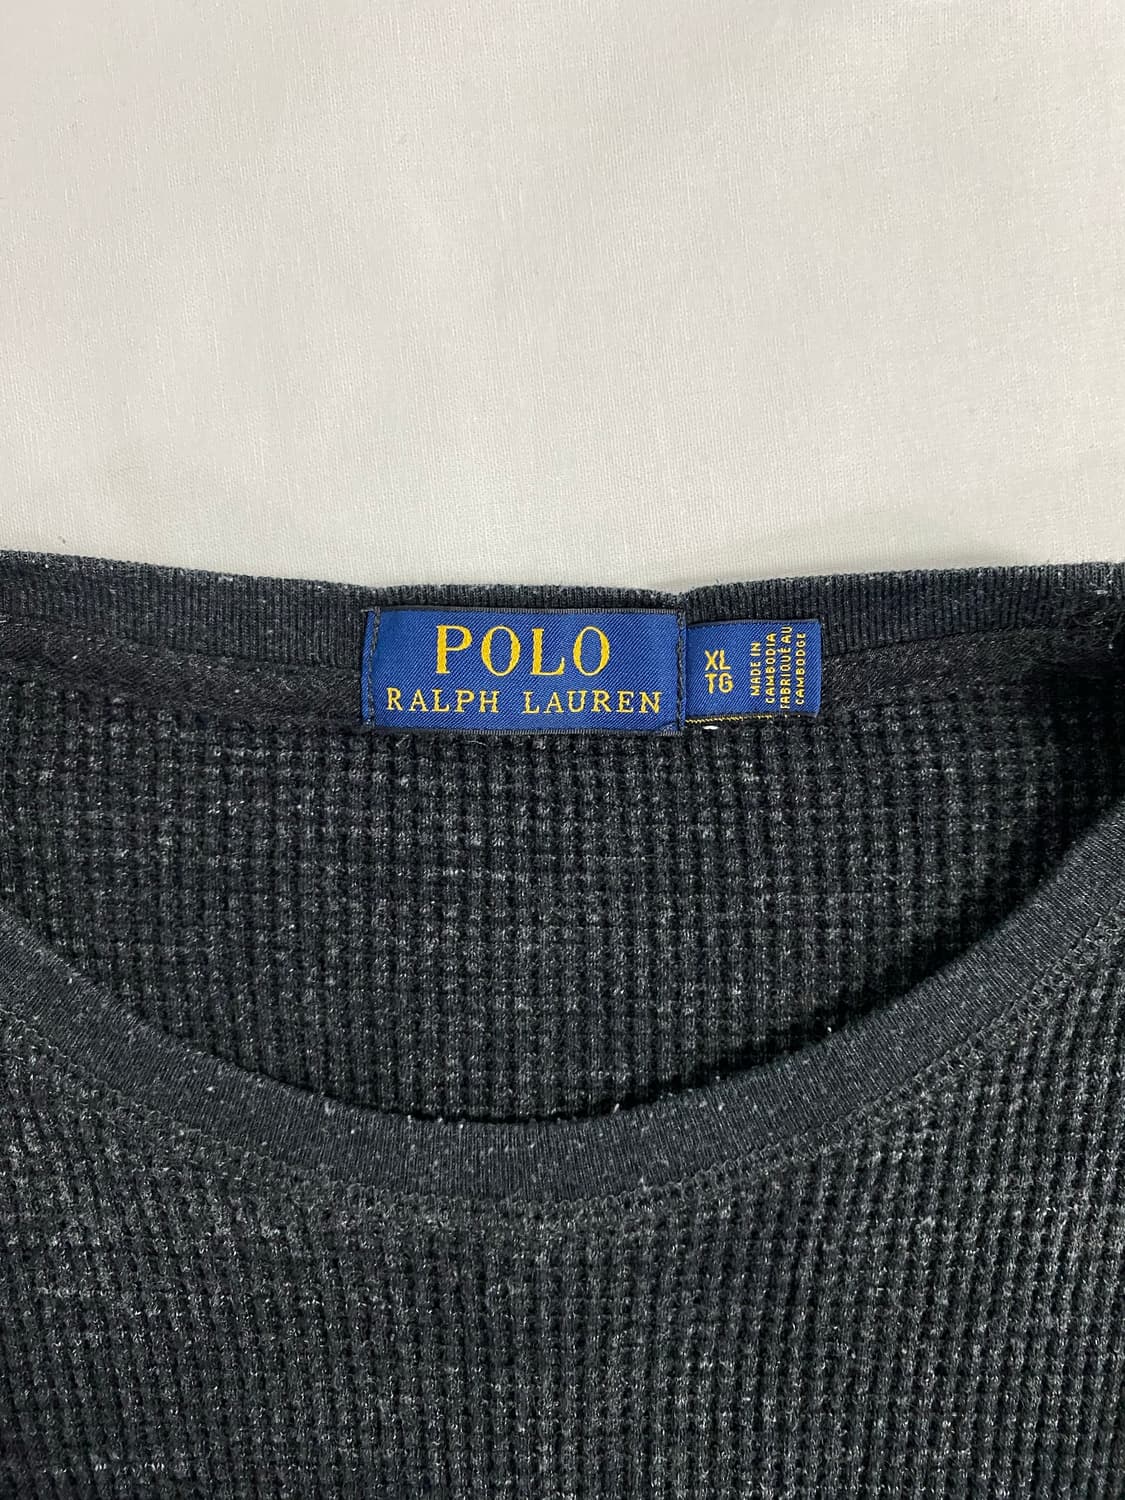 POLO
RALPH LAUREN
XL
TG
MADE IN
CAMBODIA
FABRIQUÉ AU
CAMBODGE